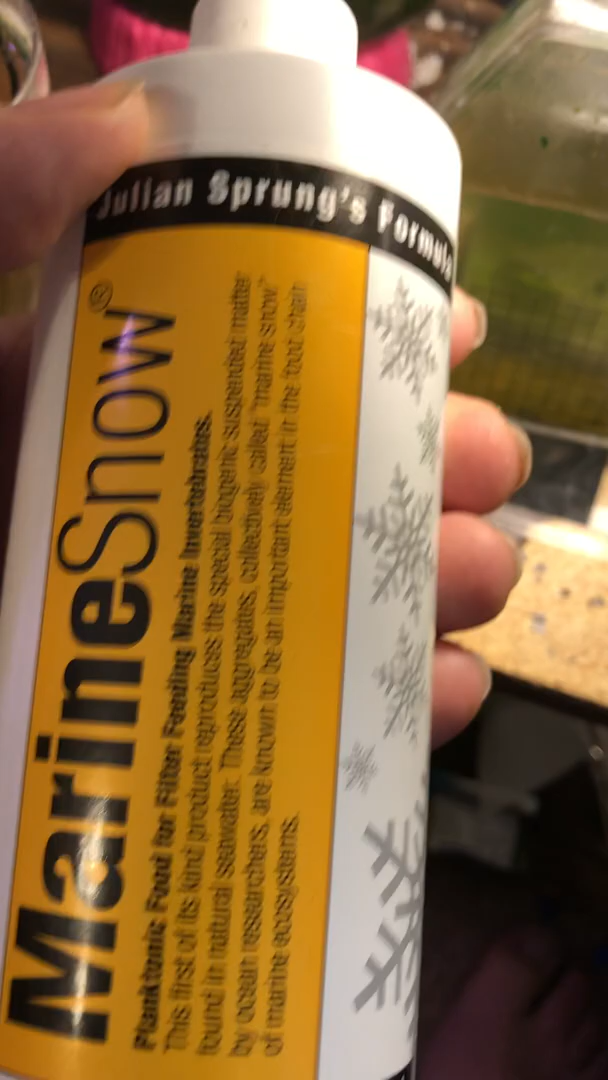 Julian Sprung's Formula
MarineSnow®
Planktonic Food for Filter Feeding Marine Invertebrates.
This first of its kind product reproduces the special biogenic suspended matter
found in natural seawater. These aggregates, collectively called "marine snow"
by ocean researchers, are known to be an important element in the food chain
of marine ecosystems.